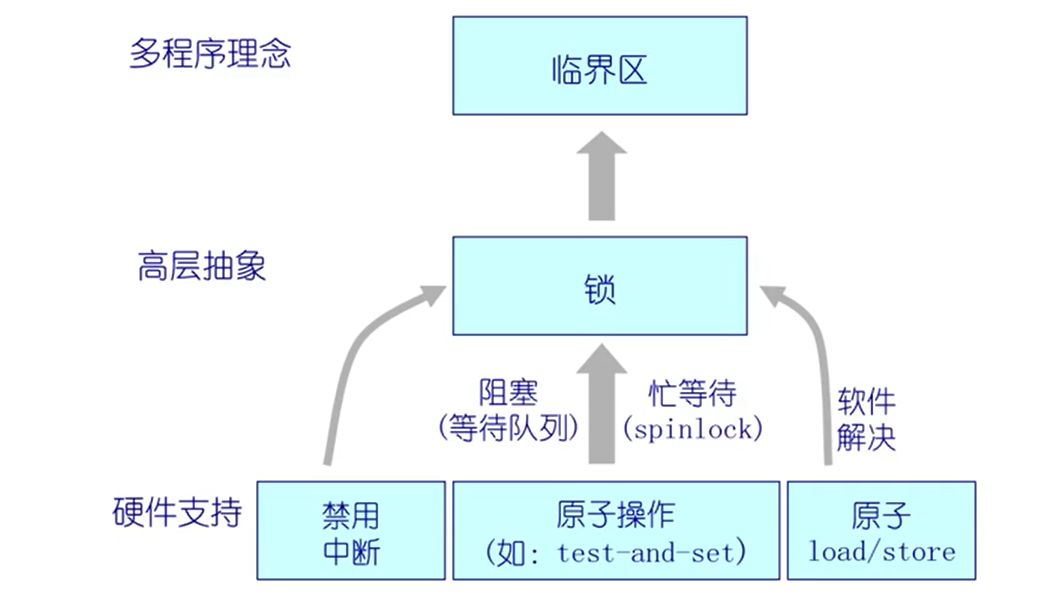 多程序理念
临界区
高层抽象
锁
阻塞
(等待队列)
忙等待
(spinlock)
软件
解决
硬件支持
禁用
中断
原子操作
(如: test-and-set)
原子
load/store